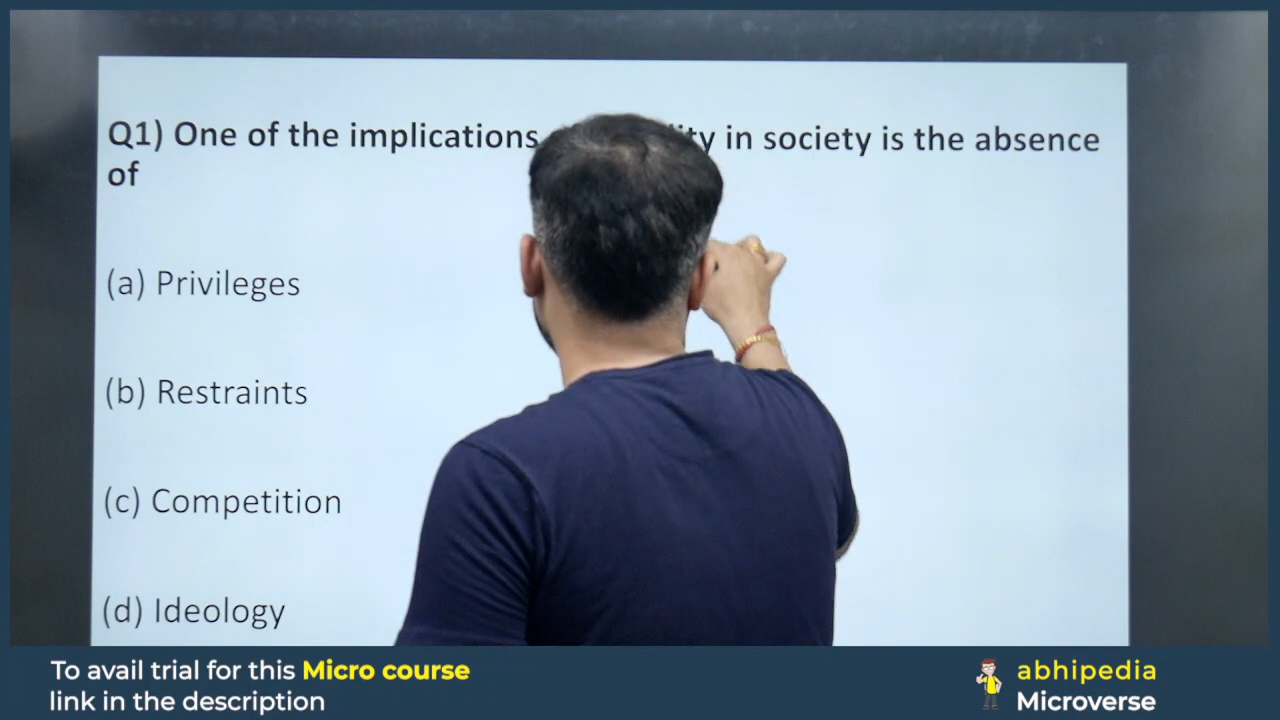 Q1) One of the implications in society is the absence
of
(a) Privileges
(b) Restraints
(c) Competition
(d) Ideology
To avail trial for this Micro course
link in the description
abhipedia
Microverse